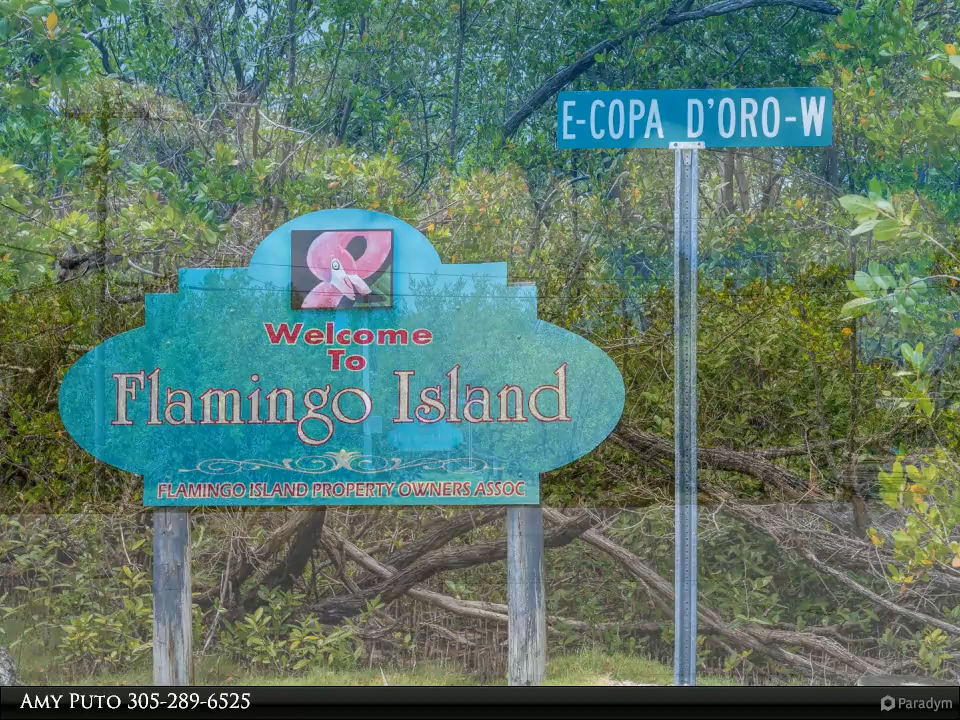 E-COPA D'ORO-W
Welcome
To
Flamingo Island
FLAMINGO ISLAND PROPERTY OWNERS ASSOC
AMY PUTO 305-289-6525
Paradym